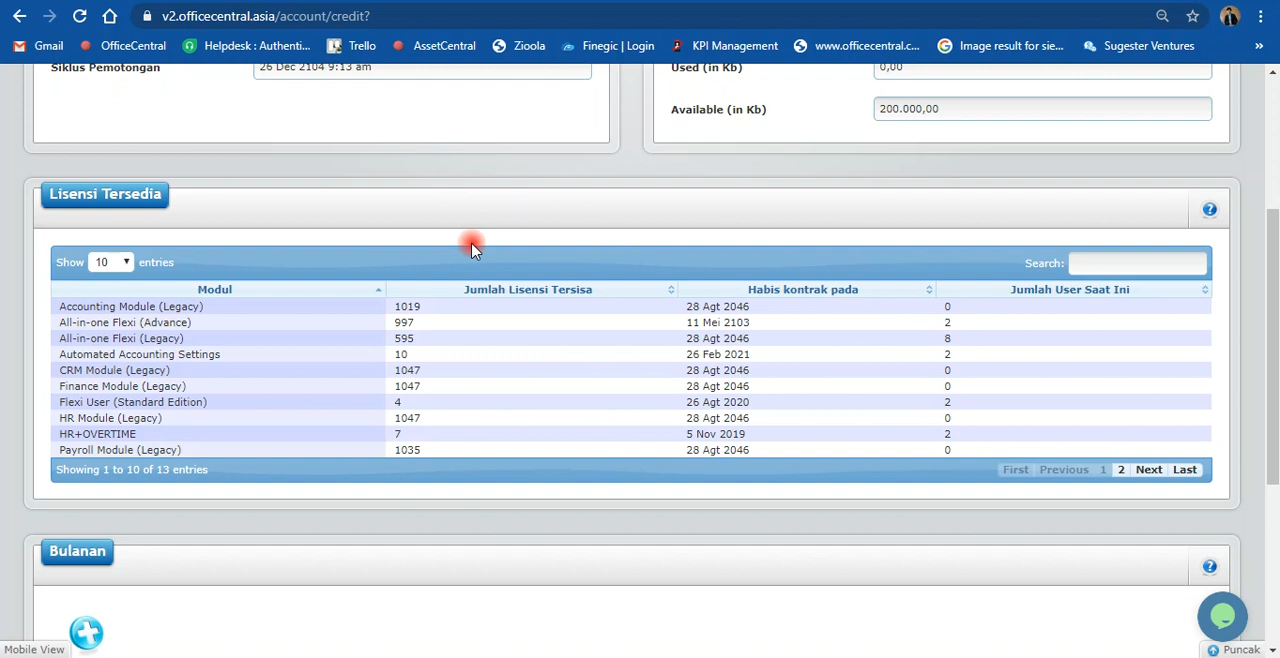 v2.officecentral.asia/account/credit?
Gmail OfficeCentral Helpdesk : Authenti... Trello AssetCentral Zioola Finegic | Login KPI Management www.officecentral.c... Image result for sie... Sugester Ventures »
Siklus Pemotongan 26 Dec 2104 9:13 am Used (in Kb) 0,00
Available (in Kb) 200.000,00
Lisensi Tersedia
Show 10 entries Search:
Modul Jumlah Lisensi Tersisa Habis kontrak pada Jumlah User Saat Ini
Accounting Module (Legacy) 1019 28 Agt 2046 0
All-in-one Flexi (Advance) 997 11 Mei 2103 2
All-in-one Flexi (Legacy) 595 28 Agt 2046 8
Automated Accounting Settings 10 26 Feb 2021 2
CRM Module (Legacy) 1047 28 Agt 2046 0
Finance Module (Legacy) 1047 28 Agt 2046 0
Flexi User (Standard Edition) 4 26 Agt 2020 2
HR Module (Legacy) 1047 28 Agt 2046 0
HR+OVERTIME 7 5 Nov 2019 2
Payroll Module (Legacy) 1035 28 Agt 2046 0
Showing 1 to 10 of 13 entries First Previous 1 2 Next Last
Bulanan
Mobile View Puncak